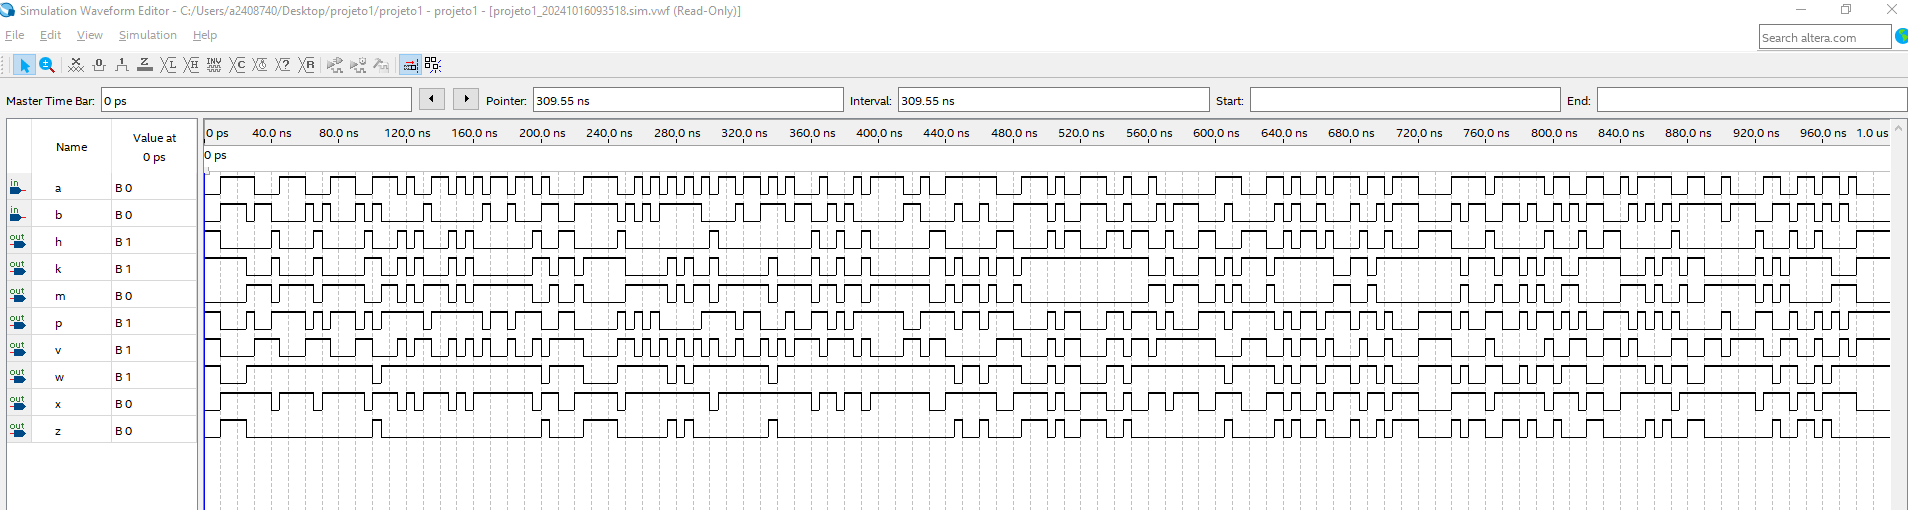 Simulation Waveform Editor - C:/Users/a2408740/Desktop/projeto1/projeto1 - projeto1 - [projeto1_20241016093518.sim.vwf (Read-Only)]
File Edit View Simulation Help
Search altera.com
Master Time Bar: 0 ps Pointer: 309.55 ns Interval: 309.55 ns Start: End:
Name Value at 0 ps
0 ps 40.0 ns 80.0 ns 120.0 ns 160.0 ns 200.0 ns 240.0 ns 280.0 ns 320.0 ns 360.0 ns 400.0 ns 440.0 ns 480.0 ns 520.0 ns 560.0 ns 600.0 ns 640.0 ns 680.0 ns 720.0 ns 760.0 ns 800.0 ns 840.0 ns 880.0 ns 920.0 ns 960.0 ns 1.0 us
0 ps
in a B 0
in b B 0
out h B 1
out k B 1
out m B 0
out p B 1
out v B 1
out w B 1
out x B 0
out z B 0